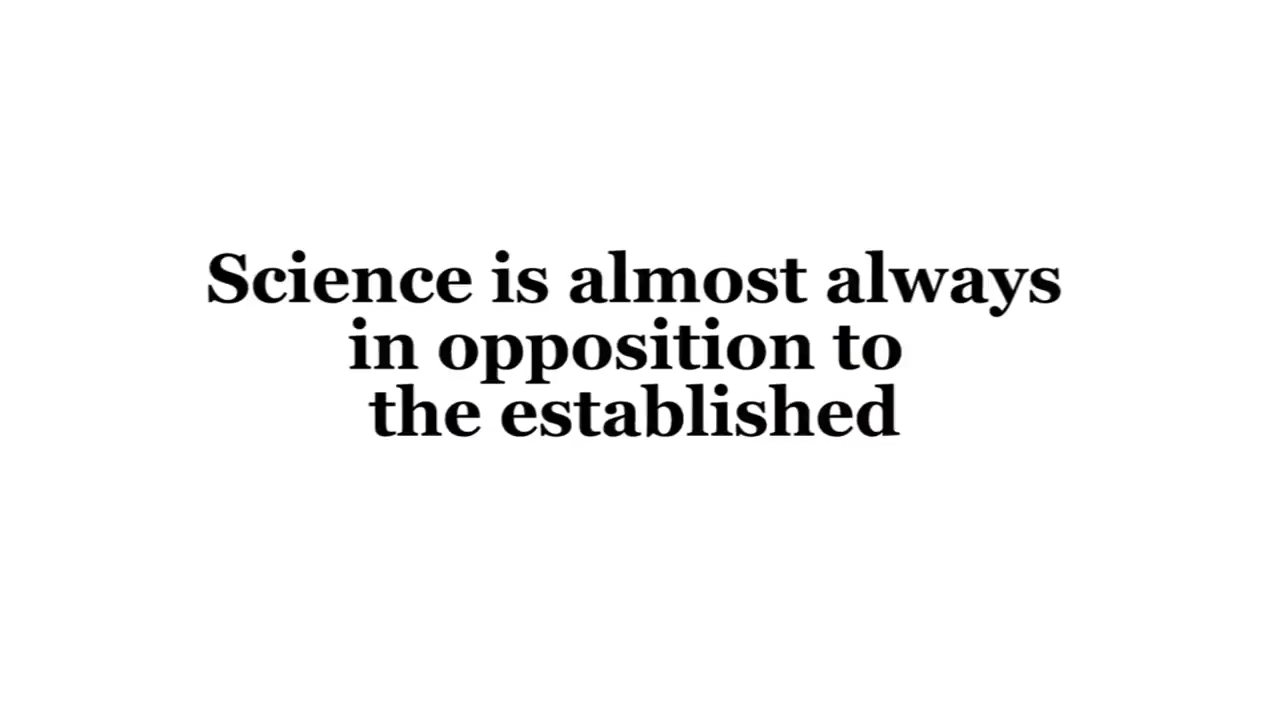 Science is almost always
in opposition to
the established